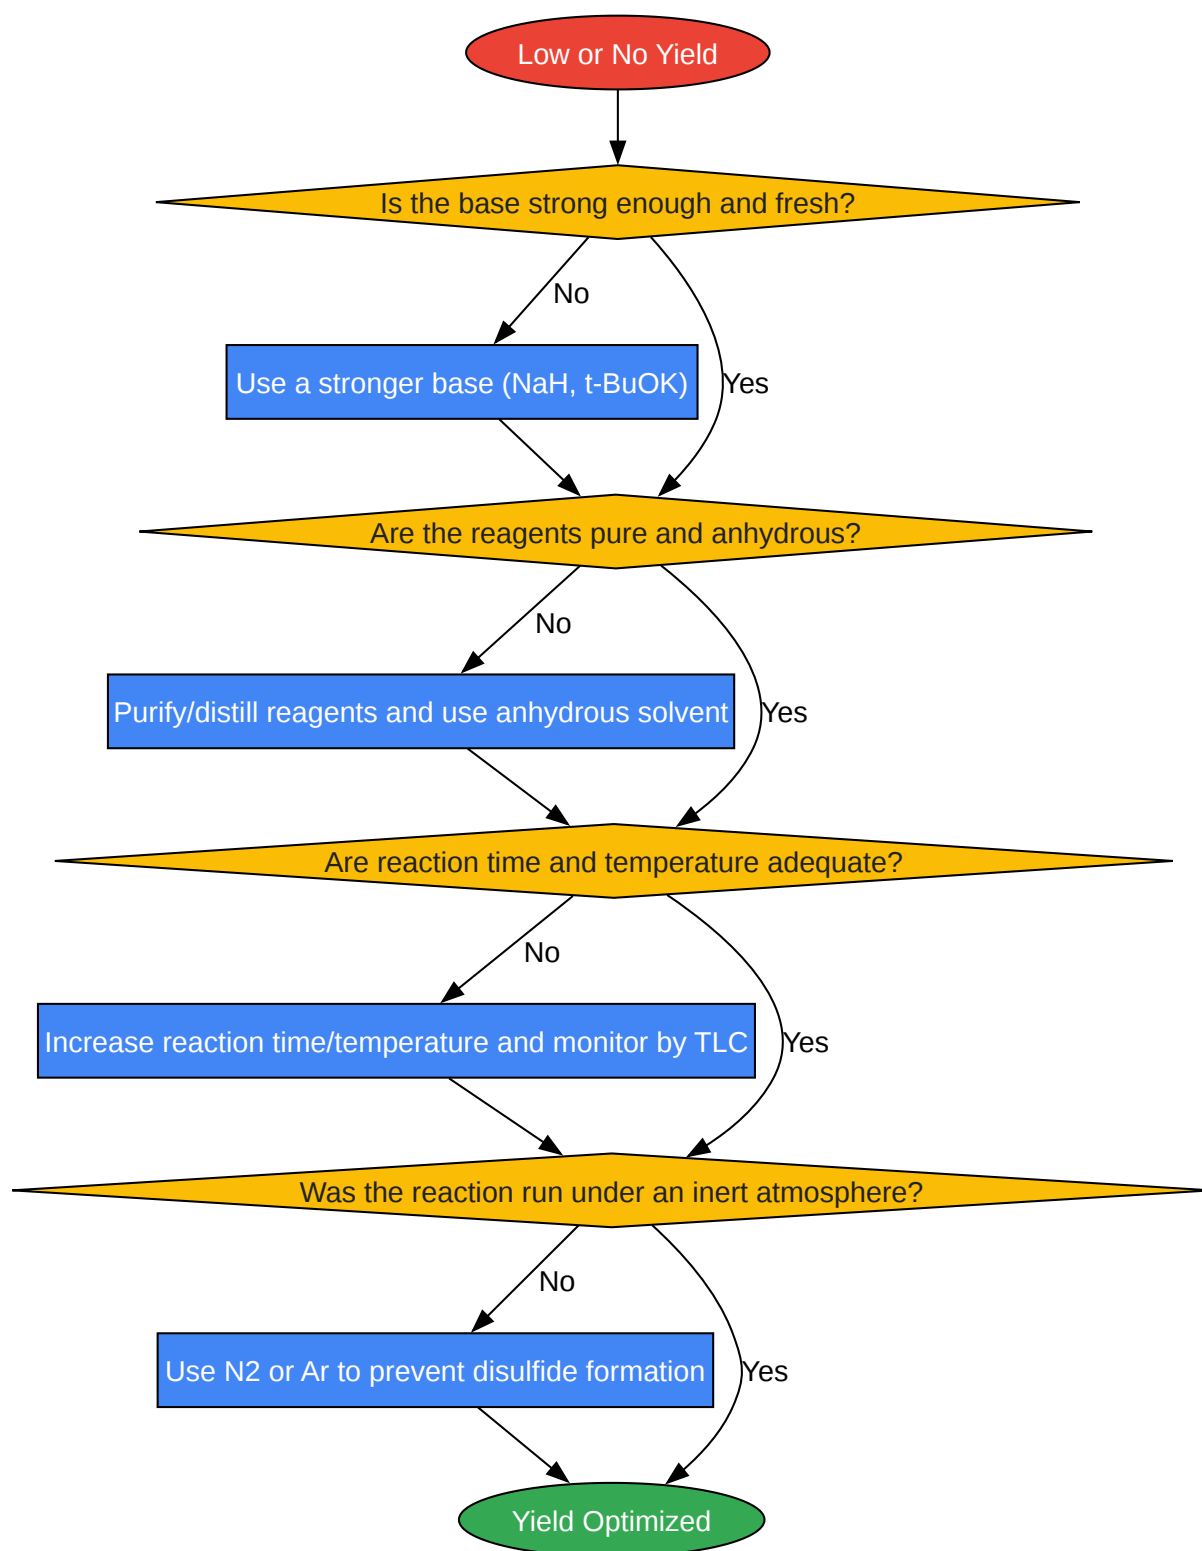 Low or No Yield
Is the base strong enough and fresh?
No
Use a stronger base (NaH, t-BuOK)
Yes
Are the reagents pure and anhydrous?
No
Purify/distill reagents and use anhydrous solvent
Yes
Are reaction time and temperature adequate?
No
Increase reaction time/temperature and monitor by TLC
Yes
Was the reaction run under an inert atmosphere?
No
Use N2 or Ar to prevent disulfide formation
Yes
Yield Optimized